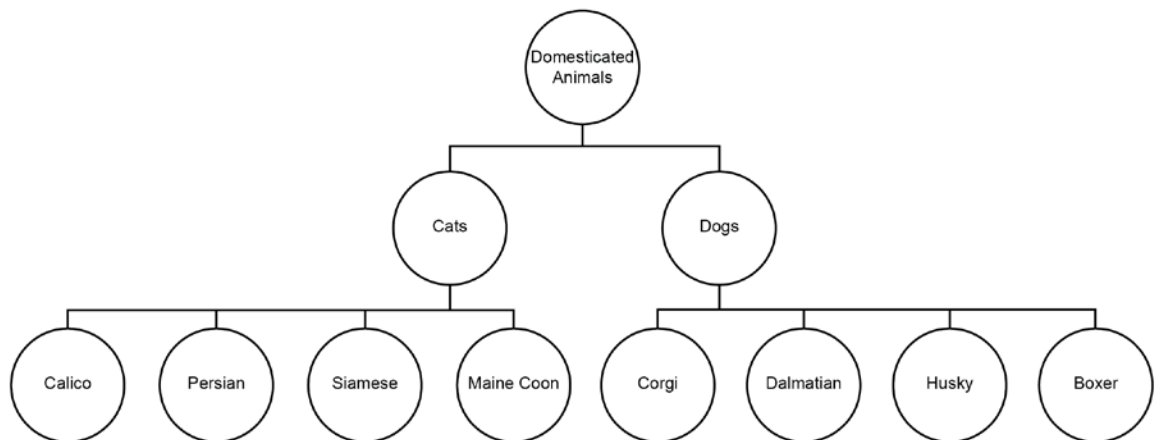 Domesticated
Animals
Cats
Dogs
Calico
Persian
Siamese
Maine Coon
Corgi
Dalmatian
Husky
Boxer